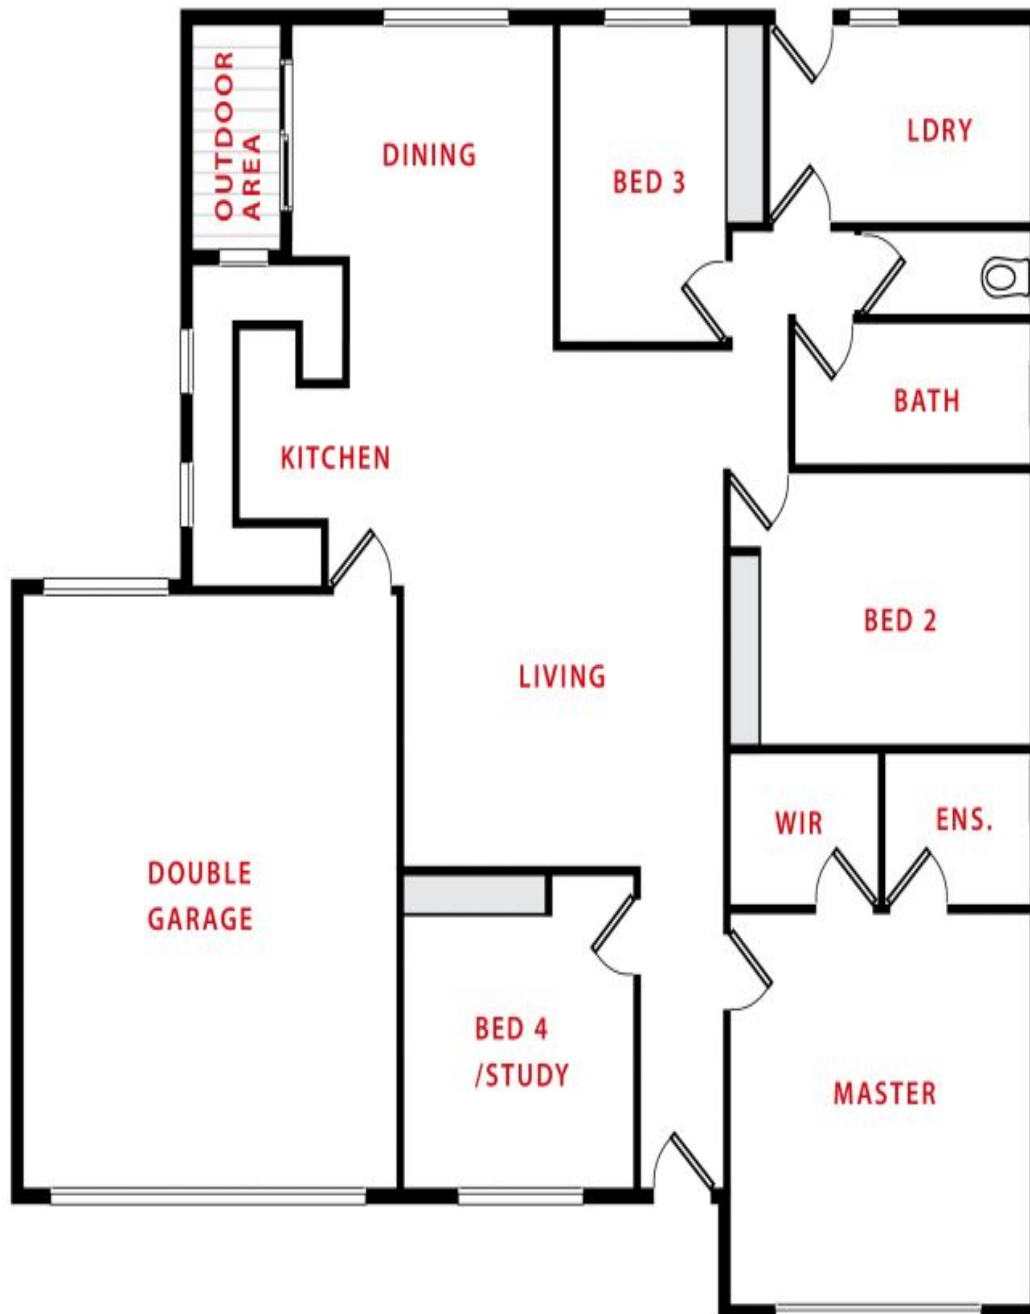 OUTDOOR
AREA
DINING
BED 3
LDRY
BATH
KITCHEN
BED 2
LIVING
WIR
ENS.
DOUBLE
GARAGE
BED 4
/STUDY
MASTER